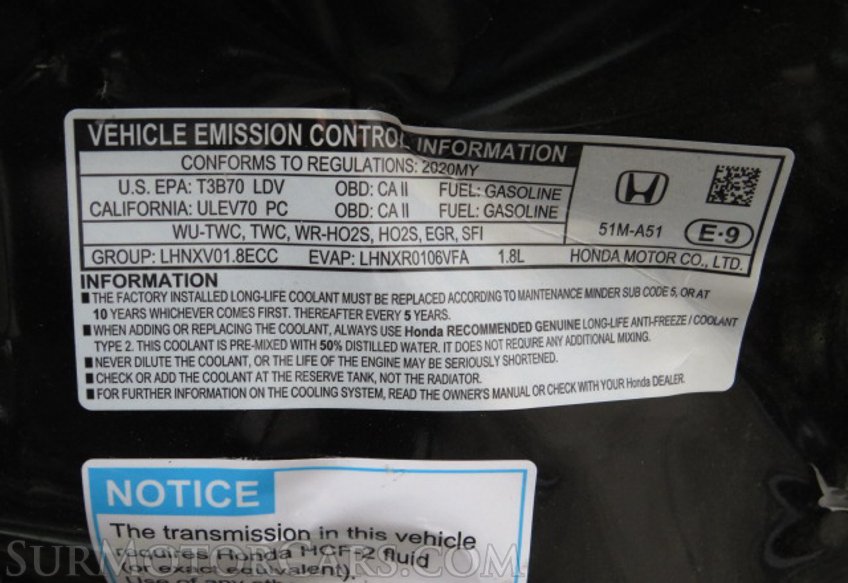 VEHICLE EMISSION CONTROL INFORMATION
CONFORMS TO REGULATIONS: 2020MY
U.S. EPA: T3B70 LDV OBD: CA II FUEL: GASOLINE
CALIFORNIA: ULEV70 PC OBD: CA II FUEL: GASOLINE
WU-TWC, TWC, WR-HO2S, HO2S, EGR, SFI
51M-A51 E·9
GROUP: LHNXV01.8ECC EVAP: LHNXR0106VFA 1.8L HONDA MOTOR CO., LTD.
INFORMATION
■THE FACTORY INSTALLED LONG-LIFE COOLANT MUST BE REPLACED ACCORDING TO MAINTENANCE MINDER SUB CODE 5, OR AT
10 YEARS WHICHEVER COMES FIRST. THEREAFTER EVERY 5 YEARS.
■WHEN ADDING OR REPLACING THE COOLANT, ALWAYS USE Honda RECOMMENDED GENUINE LONG-LIFE ANTI-FREEZE / COOLANT
TYPE 2. THIS COOLANT IS PRE-MIXED WITH 50% DISTILLED WATER. IT DOES NOT REQUIRE ANY ADDITIONAL MIXING.
■NEVER DILUTE THE COOLANT, OR THE LIFE OF THE ENGINE MAY BE SERIOUSLY SHORTENED.
■CHECK OR ADD THE COOLANT AT THE RESERVE TANK, NOT THE RADIATOR.
■FOR FURTHER INFORMATION ON THE COOLING SYSTEM, READ THE OWNER'S MANUAL OR CHECK WITH YOUR Honda DEALER.
NOTICE
The transmission in this vehicle
requires Honda HCF-2 fluid
(or exact equivalent).
Use of any
SurMotorCars.com